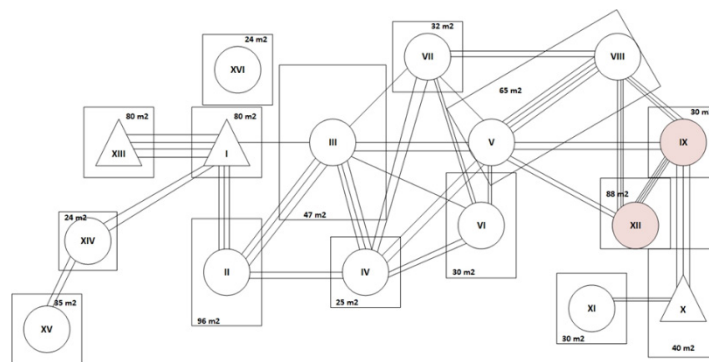 32 m2
VII
VIII
24 m2
XVI
65 m2
80 m2
80 m2
30 m
XIII
I
III
V
IX
88 m2
24 m2
XIV
47 m2
VI
XII
II
IV
30 m2
35 m2
XV
96 m2
25 m2
XI
X
30 m2
40 m2